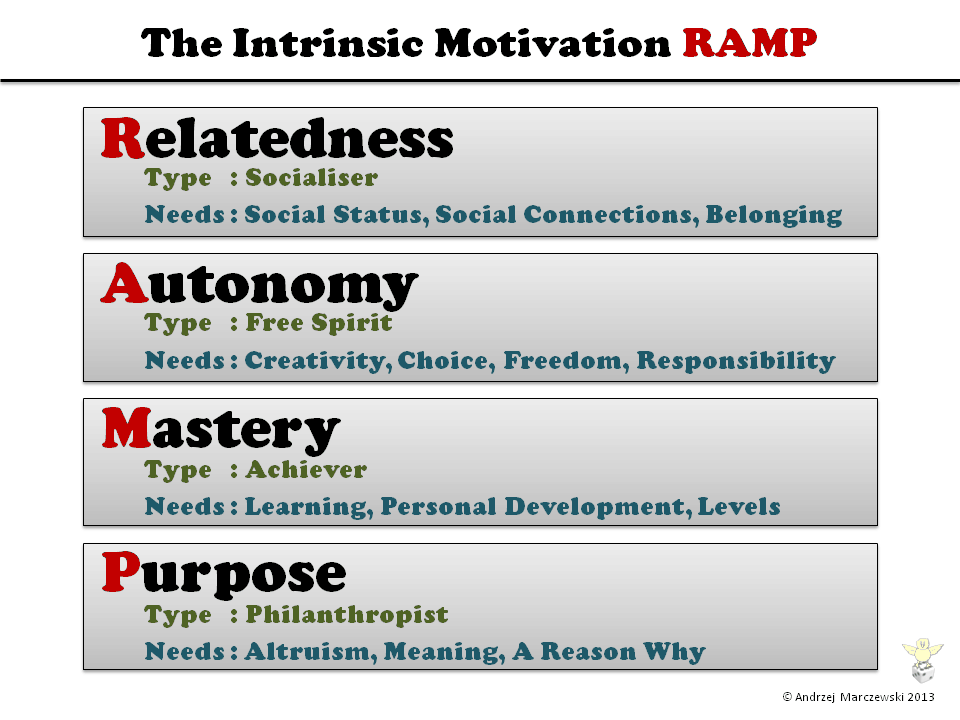 The Intrinsic Motivation RAMP
Relatedness
Type : Socialiser
Needs : Social Status, Social Connections, Belonging
Autonomy
Type : Free Spirit
Needs : Creativity, Choice, Freedom, Responsibility
Mastery
Type : Achiever
Needs : Learning, Personal Development, Levels
Purpose
Type : Philanthropist
Needs : Altruism, Meaning, A Reason Why
© Andrzej Marczewski 2013